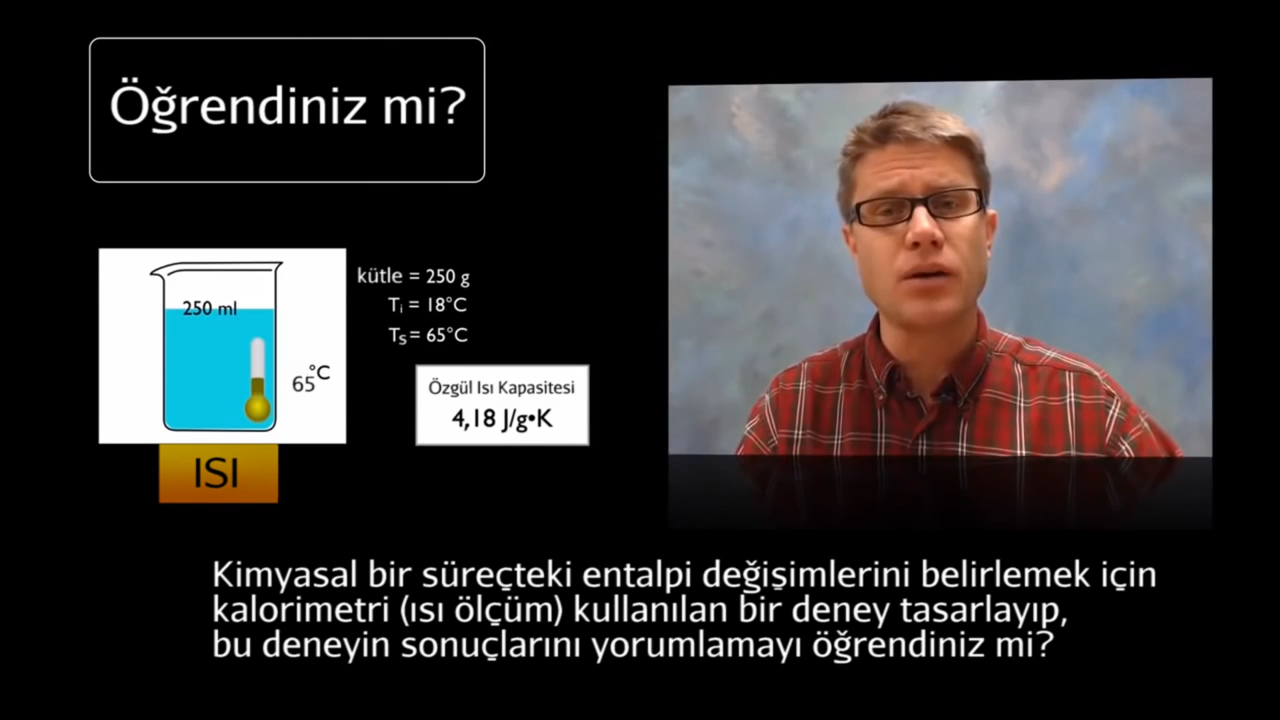 Öğrendiniz mi?
250 ml
65°C
ISI
kütle = 250 g
Ti = 18°C
Ts = 65°C
Özgül Isı Kapasitesi
4,18 J/g•K
Kimyasal bir süreçteki entalpi değişimlerini belirlemek için
kalorimetri (ısı ölçüm) kullanılan bir deney tasarlayıp,
bu deneyin sonuçlarını yorumlamayı öğrendiniz mi?